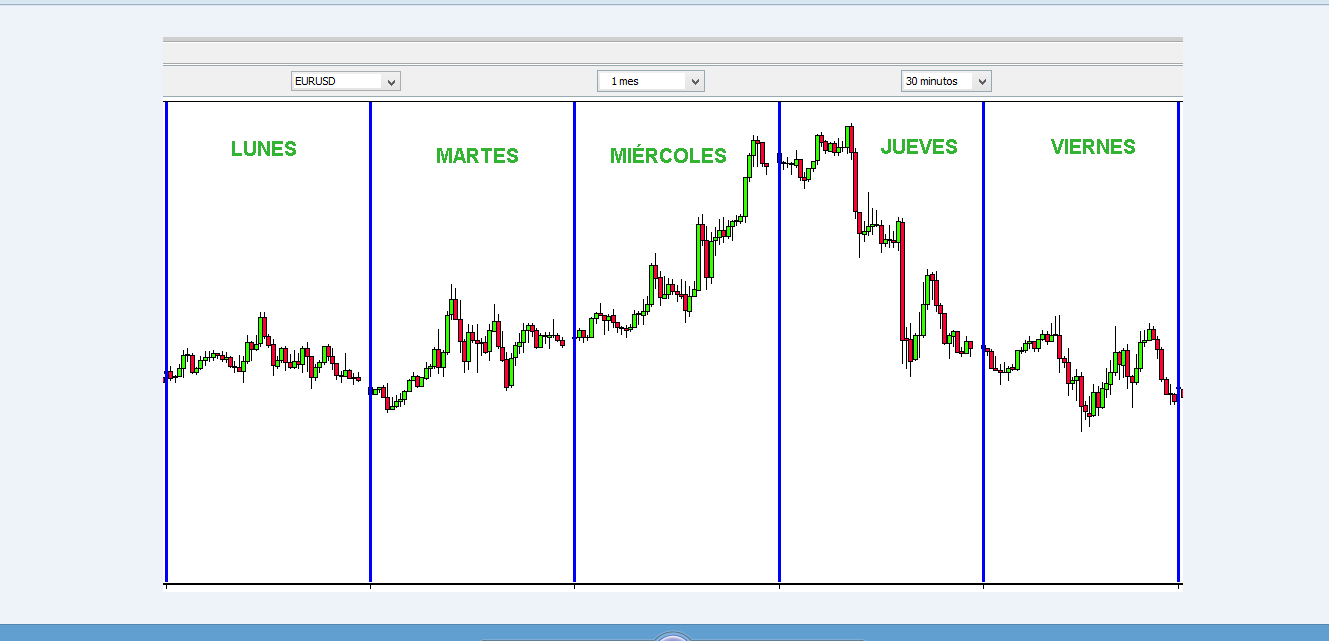 EURUSD 1 mes 30 minutos
LUNES MARTES MIÉRCOLES JUEVES VIERNES